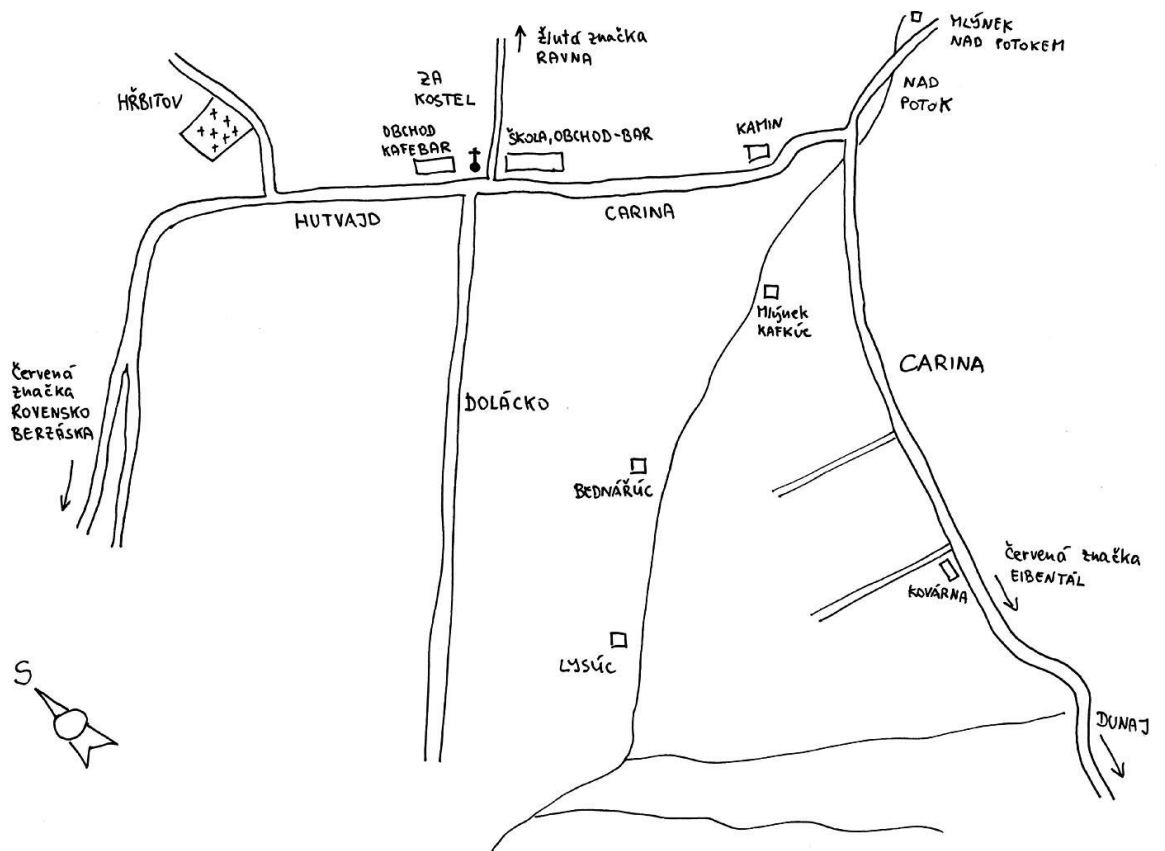 MLÝNEK
NAD POTOKEM
žlutá značka
RAVNA
NAD
POTOK
HŘBITOV
ZA
KOSTEL
OBCHOD
KAFEBAR
ŠKOLA, OBCHOD-BAR
KAMIN
HUTVAJD
CARINA
Mlýnek
KAFKÚC
CARINA
červená
značka
ROVENSKO
BERZÁSKA
DOLÁCKO
BEDNÁŘÚC
červená značka
EIBENTÁL
KOVÁRNA
LYSÚC
S
DUNAJ